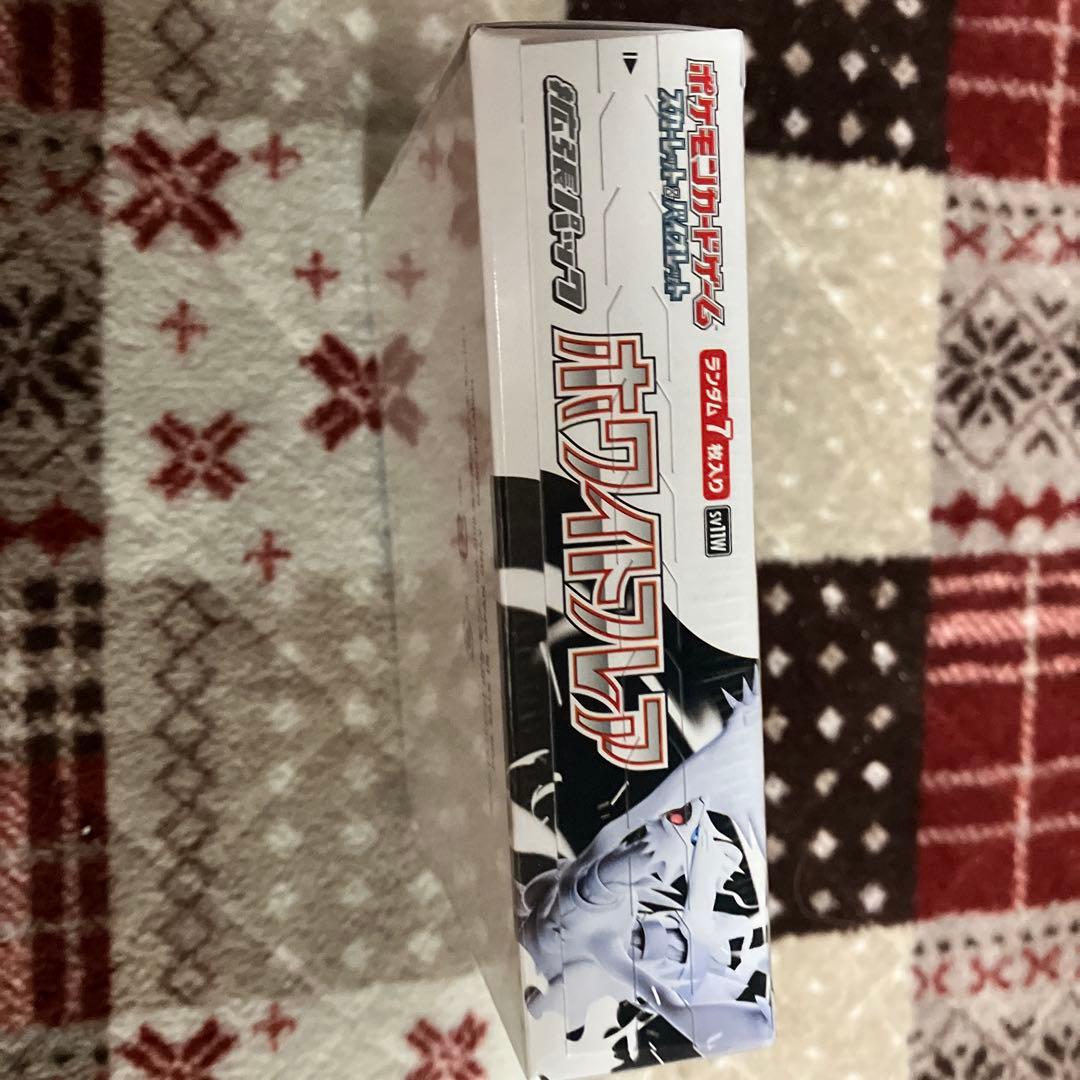 ポケモンカードゲーム
スカーレット&バイオレット
ランダム7枚入り
SV11W
拡張パック
ホワイトフレア